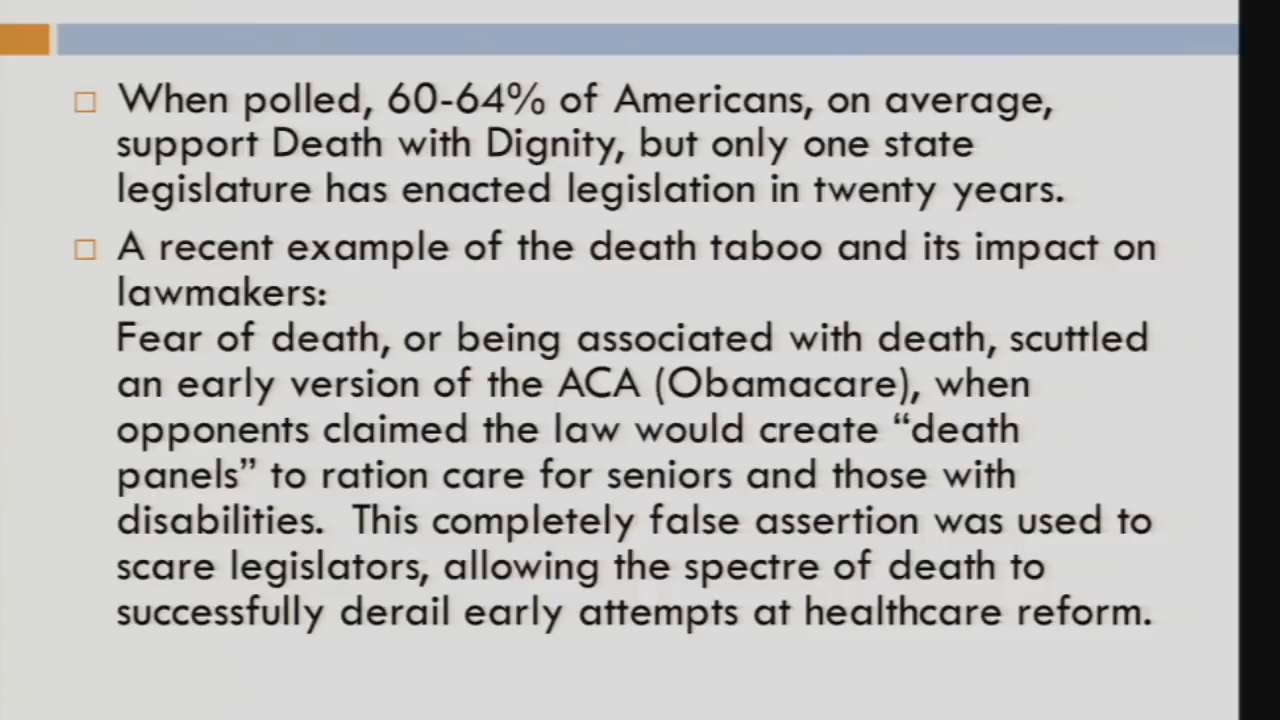 When polled, 60-64% of Americans, on average,
support Death with Dignity, but only one state
legislature has enacted legislation in twenty years.
A recent example of the death taboo and its impact on
lawmakers:
Fear of death, or being associated with death, scuttled
an early version of the ACA (Obamacare), when
opponents claimed the law would create “death
panels” to ration care for seniors and those with
disabilities.  This completely false assertion was used to
scare legislators, allowing the spectre of death to
successfully derail early attempts at healthcare reform.